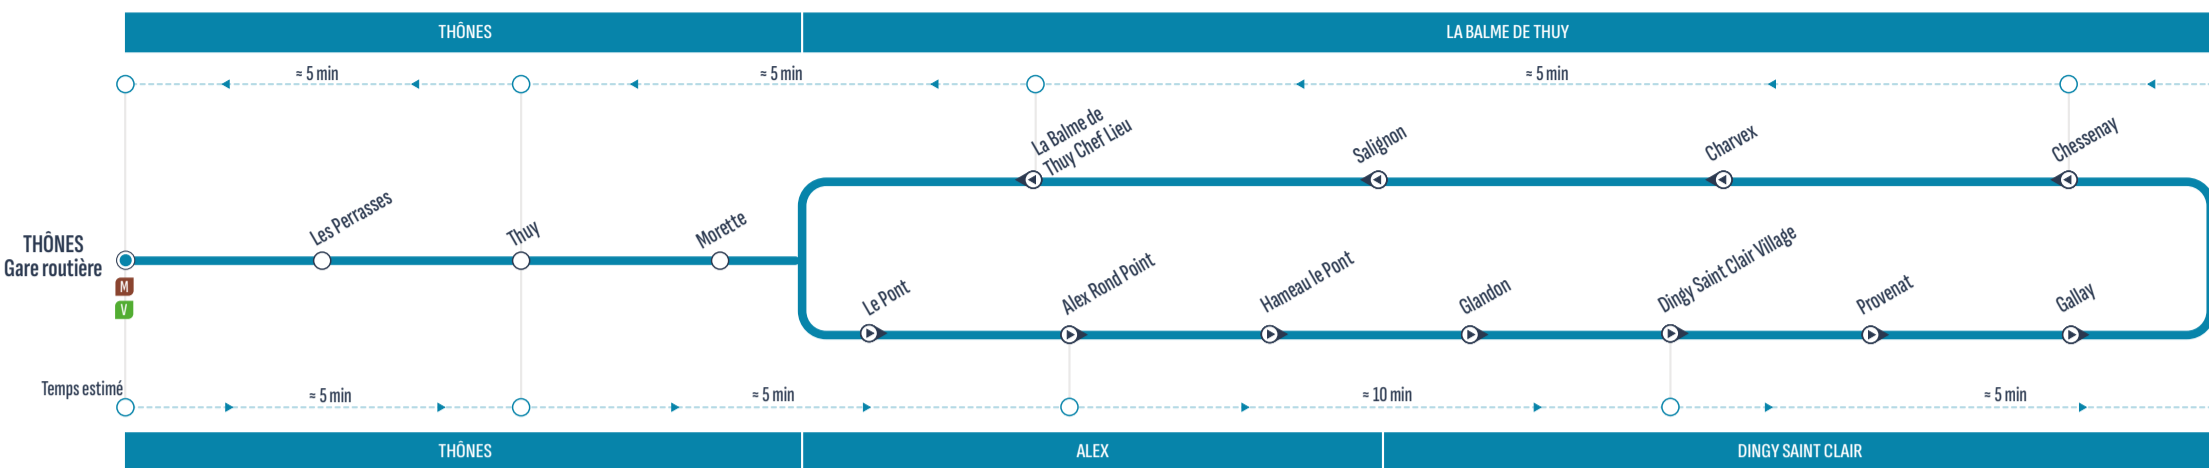 THÔNES
LA BALME DE THUY
≈ 5 min
≈ 5 min
≈ 5 min
La Balme de
Thuy Chef Lieu
Salignon
Charvex
Chessenay
THÔNES
Gare routière
M
V
Les Perrasses
Thuy
Morette
Le Pont
Alex Rond Point
Hameau le Pont
Glandon
Dingy Saint Clair Village
Provenat
Gallay
Temps estimé
≈ 5 min
≈ 5 min
≈ 10 min
≈ 5 min
THÔNES
ALEX
DINGY SAINT CLAIR